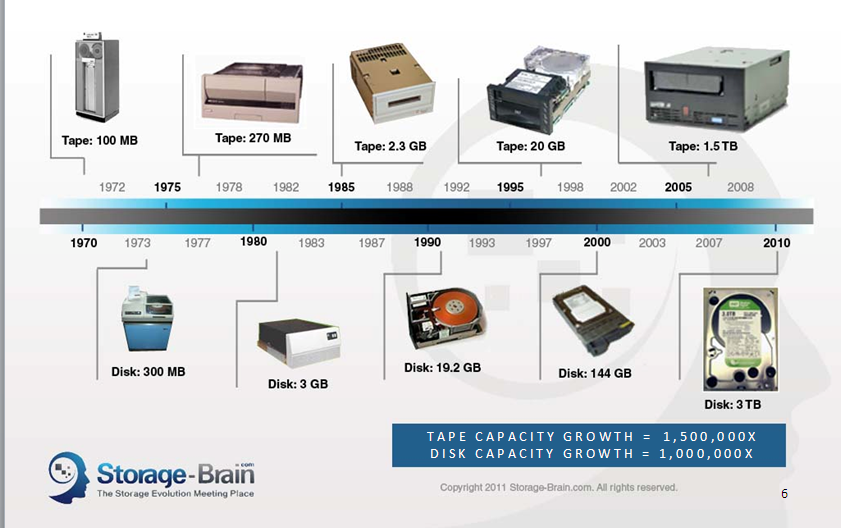 Tape: 100 MB
Tape: 270 MB
Tape: 2.3 GB
Tape: 20 GB
Tape: 1.5 TB
1972 1975 1978 1982 1985 1988 1992 1995 1998 2002 2005 2008
1970 1973 1977 1980 1983 1987 1990 1993 1997 2000 2003 2007 2010
Disk: 300 MB
Disk: 3 GB
Disk: 19.2 GB
Disk: 144 GB
Disk: 3 TB
TAPE CAPACITY GROWTH = 1,500,000X
DISK CAPACITY GROWTH = 1,000,000X
Storage-Brain .com
The Storage Evolution Meeting Place
Copyright 2011 Storage-Brain.com. All rights reserved.
6